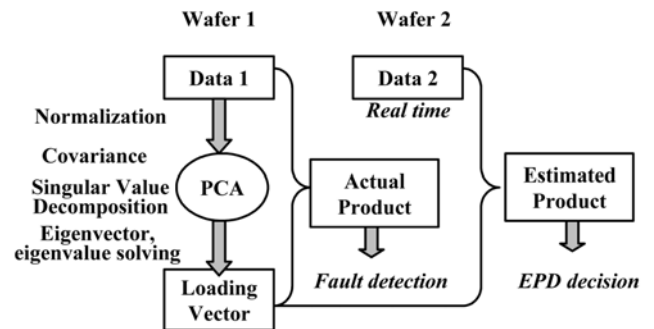 Wafer 1
Wafer 2
Data 1
Data 2
Real time
Normalization
Covariance
Singular Value
Decomposition
PCA
Eigenvector,
eigenvalue solving
Loading
Vector
Actual
Product
Fault detection
Estimated
Product
EPD decision